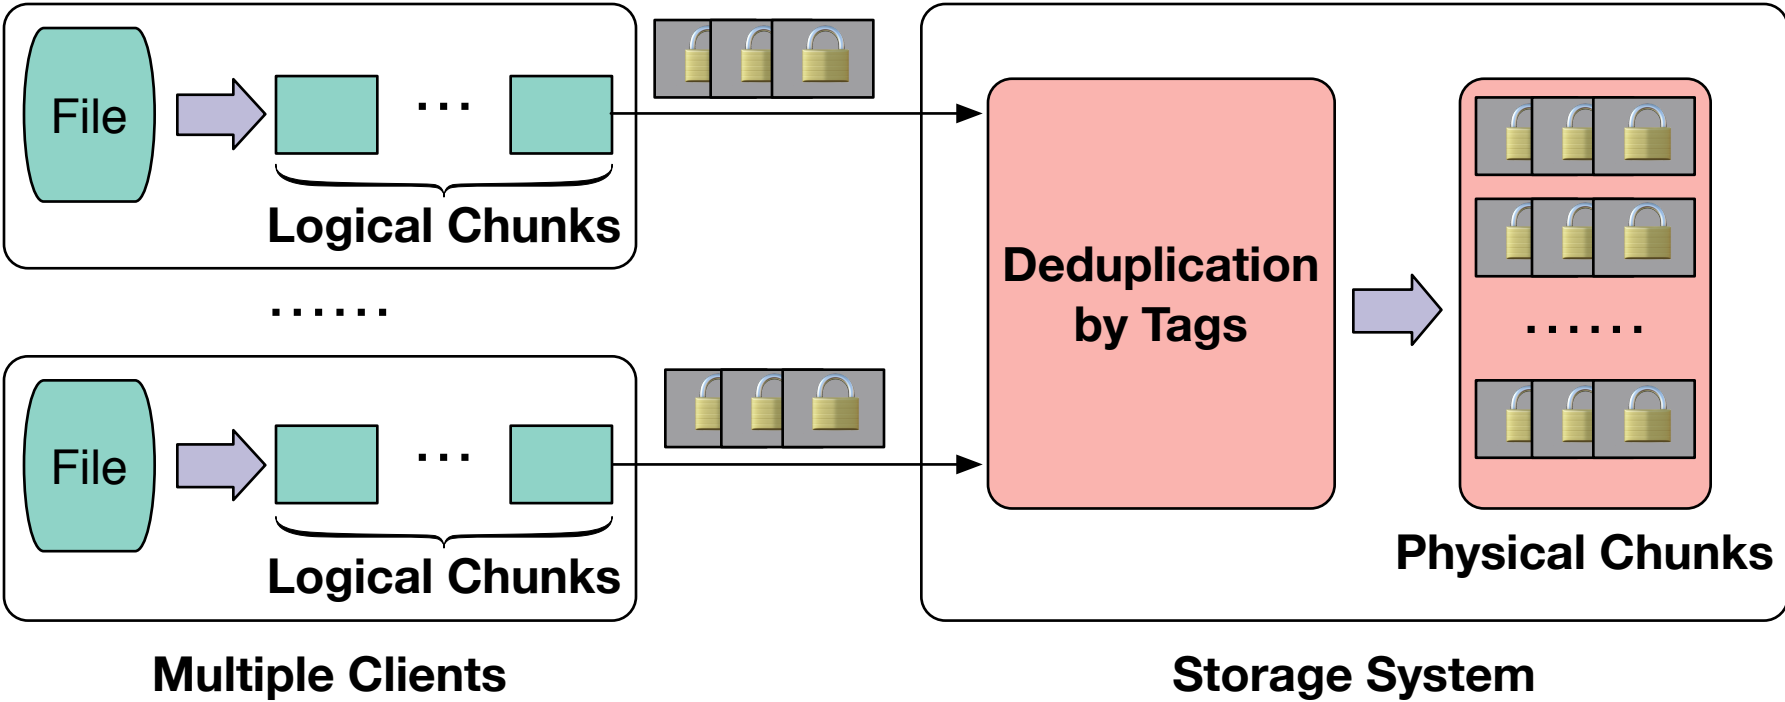 File
...
Logical Chunks
......
File
...
Logical Chunks
Multiple Clients
Deduplication
by Tags
......
Physical Chunks
Storage System